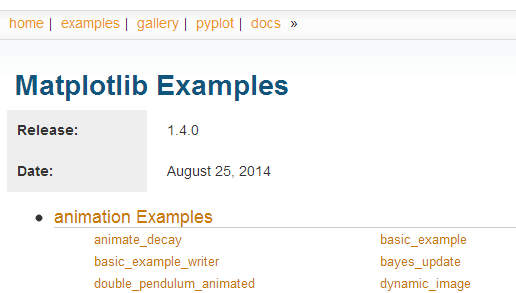 home | examples | gallery | pyplot | docs »
Matplotlib Examples
Release: 1.4.0
Date: August 25, 2014
• animation Examples
animate_decay basic_example
basic_example_writer bayes_update
double_pendulum_animated dynamic_image